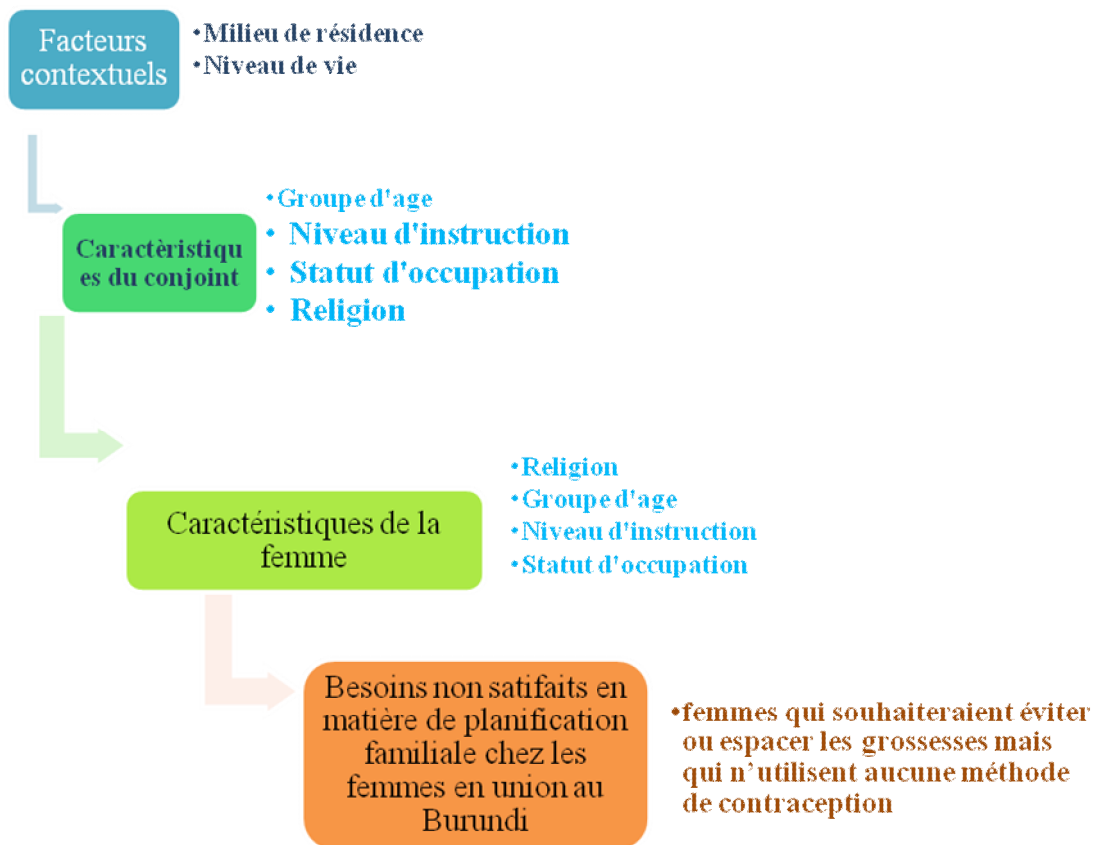 Facteurs
contextuels
•Milieu de résidence
•Niveau de vie
Caractèristiqu
es du conjoint
•Groupe d'age
• Niveau d'instruction
• Statut d'occupation
• Religion
Caractéristiques de la
femme
•Religion
•Groupe d'age
•Niveau d'instruction
•Statut d'occupation
Besoins non satifaits en
matière de planification
familiale chez les
femmes en union au
Burundi
•femmes qui souhaiteraient éviter
ou espacer les grossesses mais
qui n’utilisent aucune méthode
de contraception